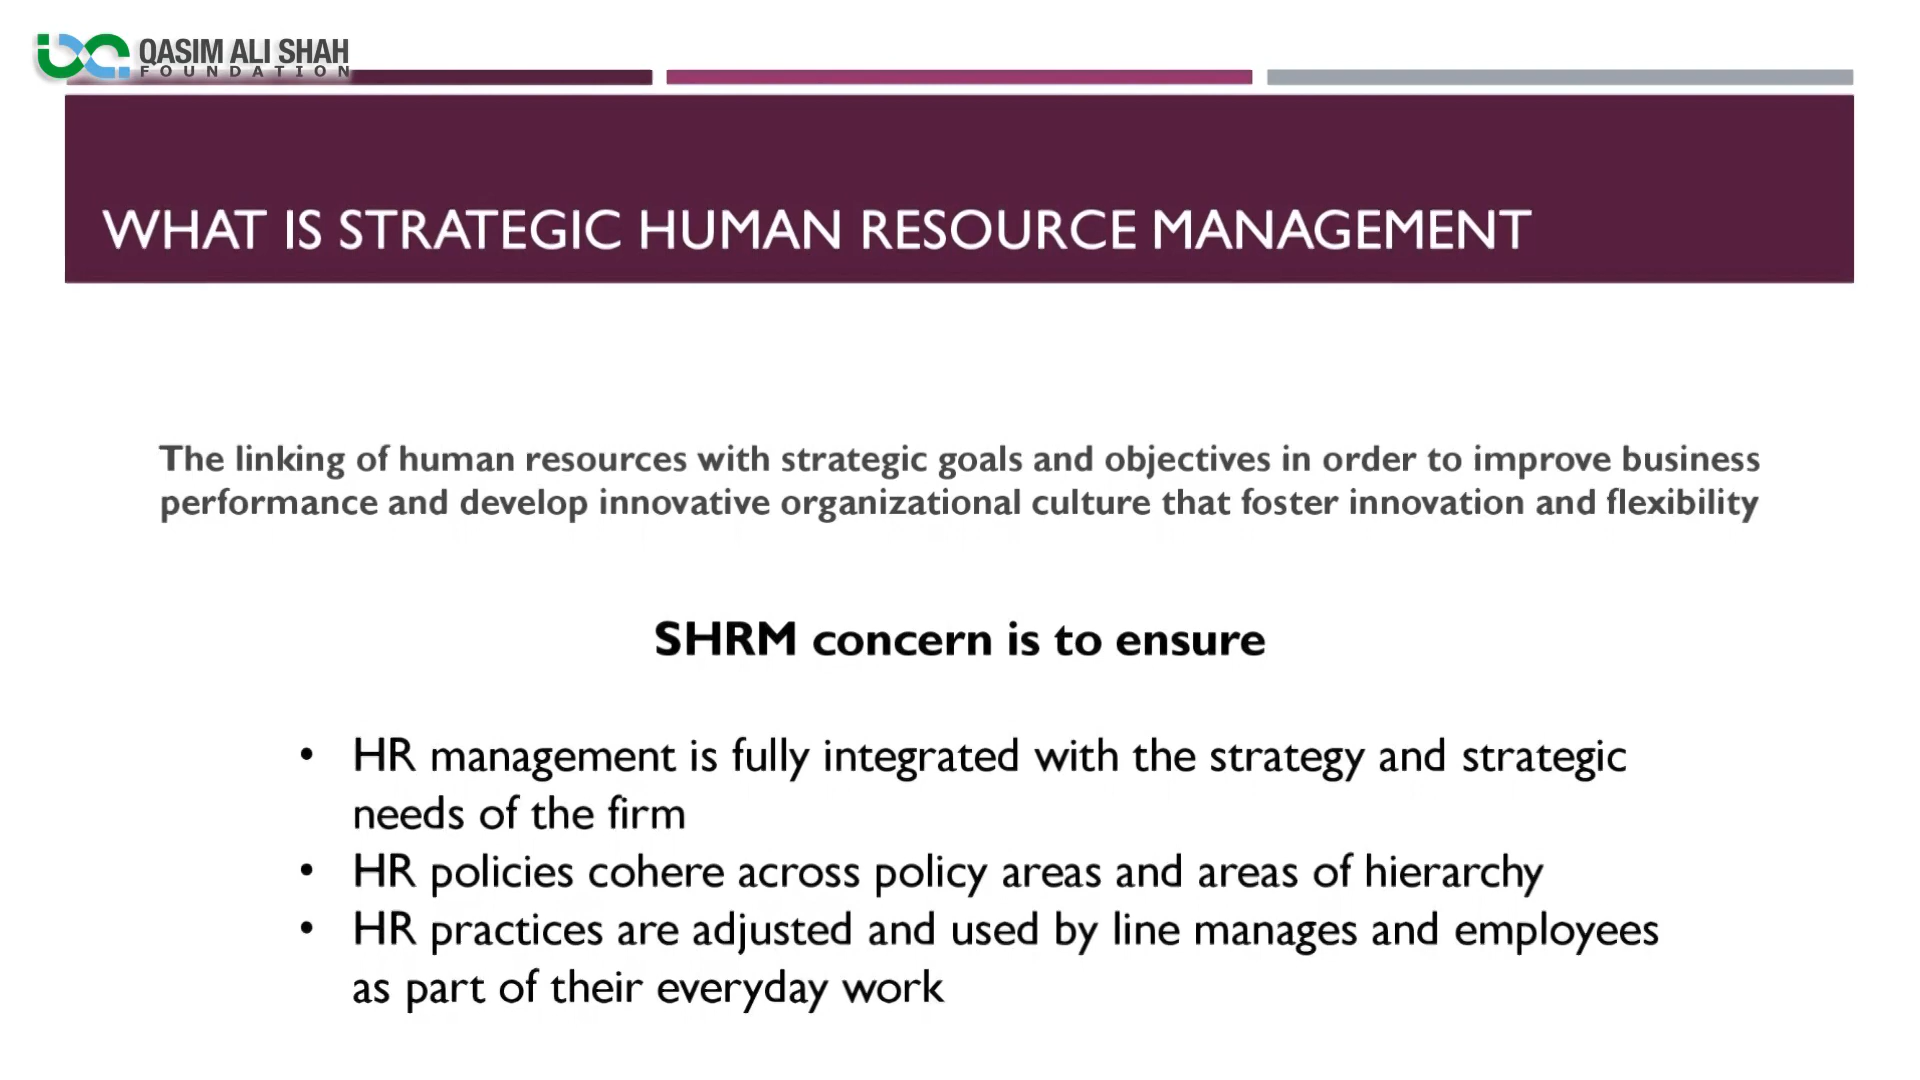 QASIM ALI SHAH
FOUNDATION
WHAT IS STRATEGIC HUMAN RESOURCE MANAGEMENT
The linking of human resources with strategic goals and objectives in order to improve business
performance and develop innovative organizational culture that foster innovation and flexibility
SHRM concern is to ensure
• HR management is fully integrated with the strategy and strategic
needs of the firm
• HR policies cohere across policy areas and areas of hierarchy
• HR practices are adjusted and used by line manages and employees
as part of their everyday work